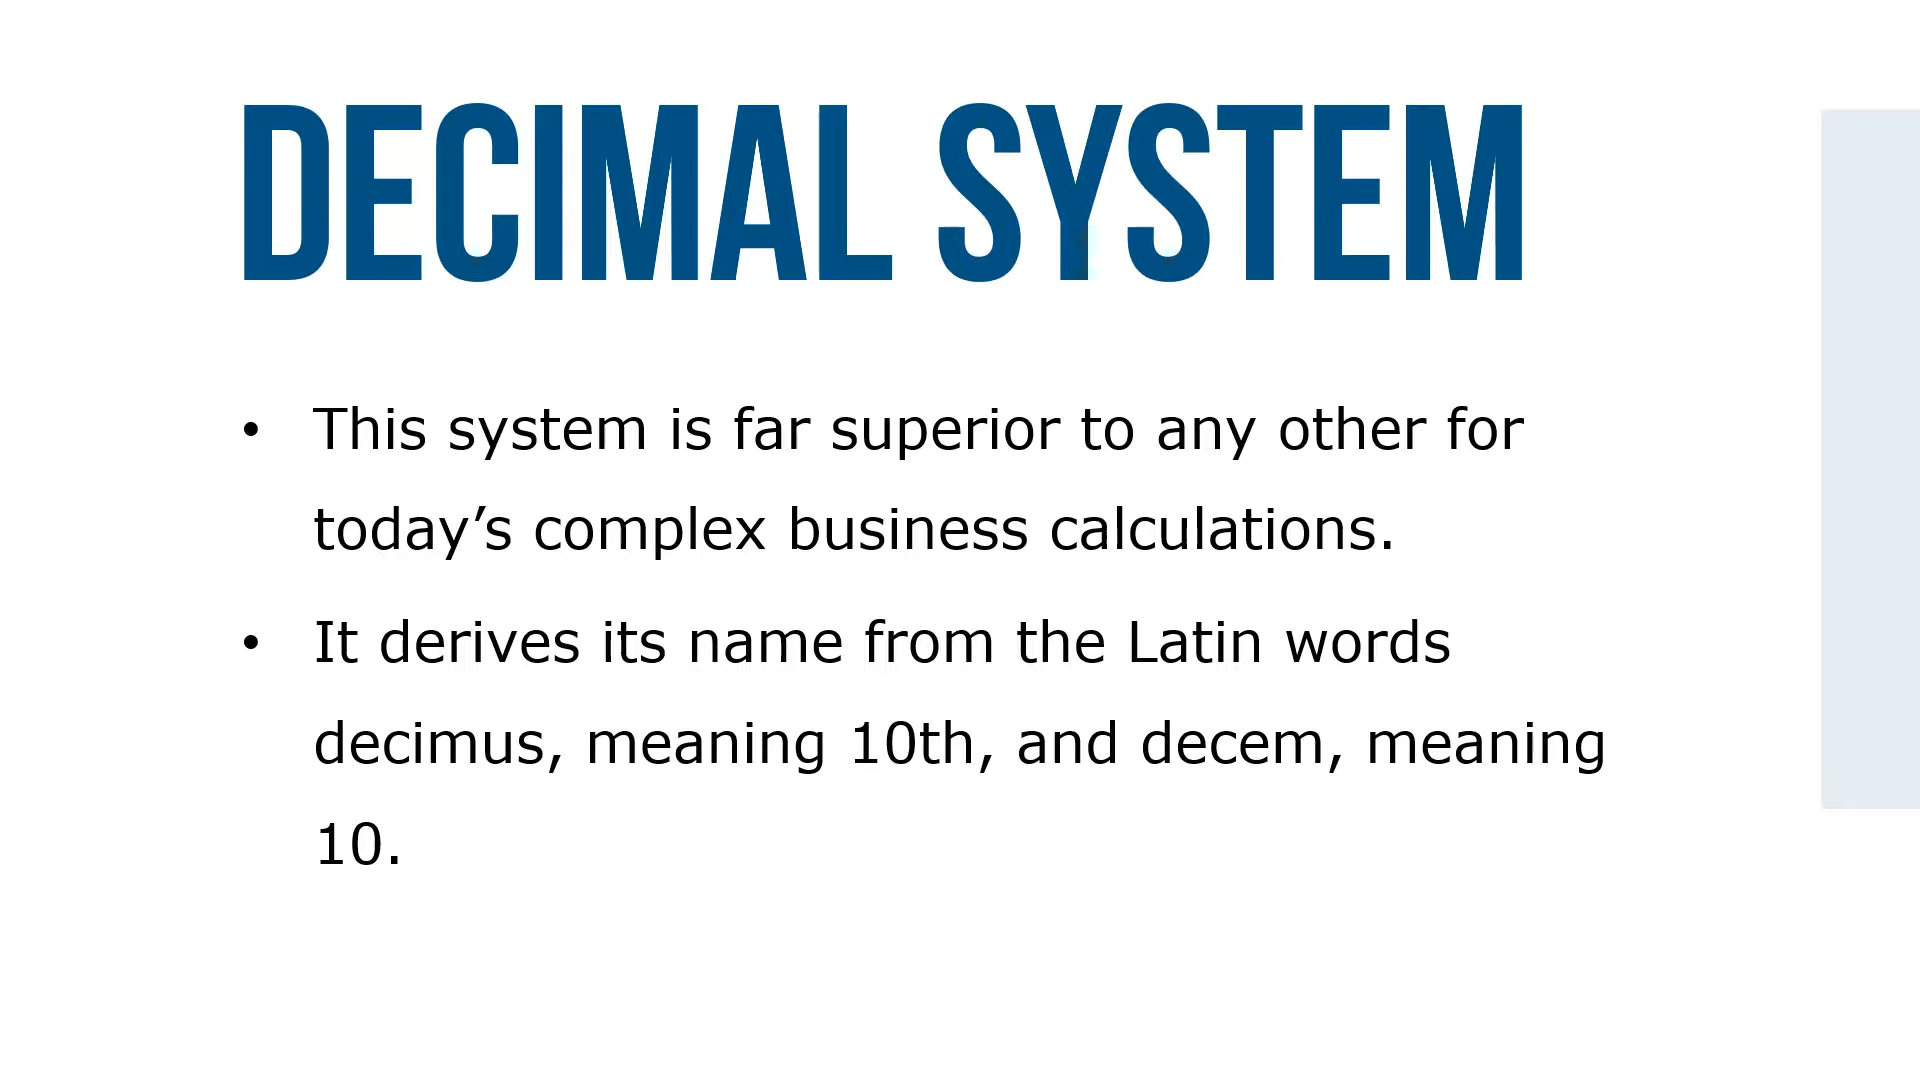 DECIMAL SYSTEM
• This system is far superior to any other for
today’s complex business calculations.
• It derives its name from the Latin words
decimus, meaning 10th, and decem, meaning
10.